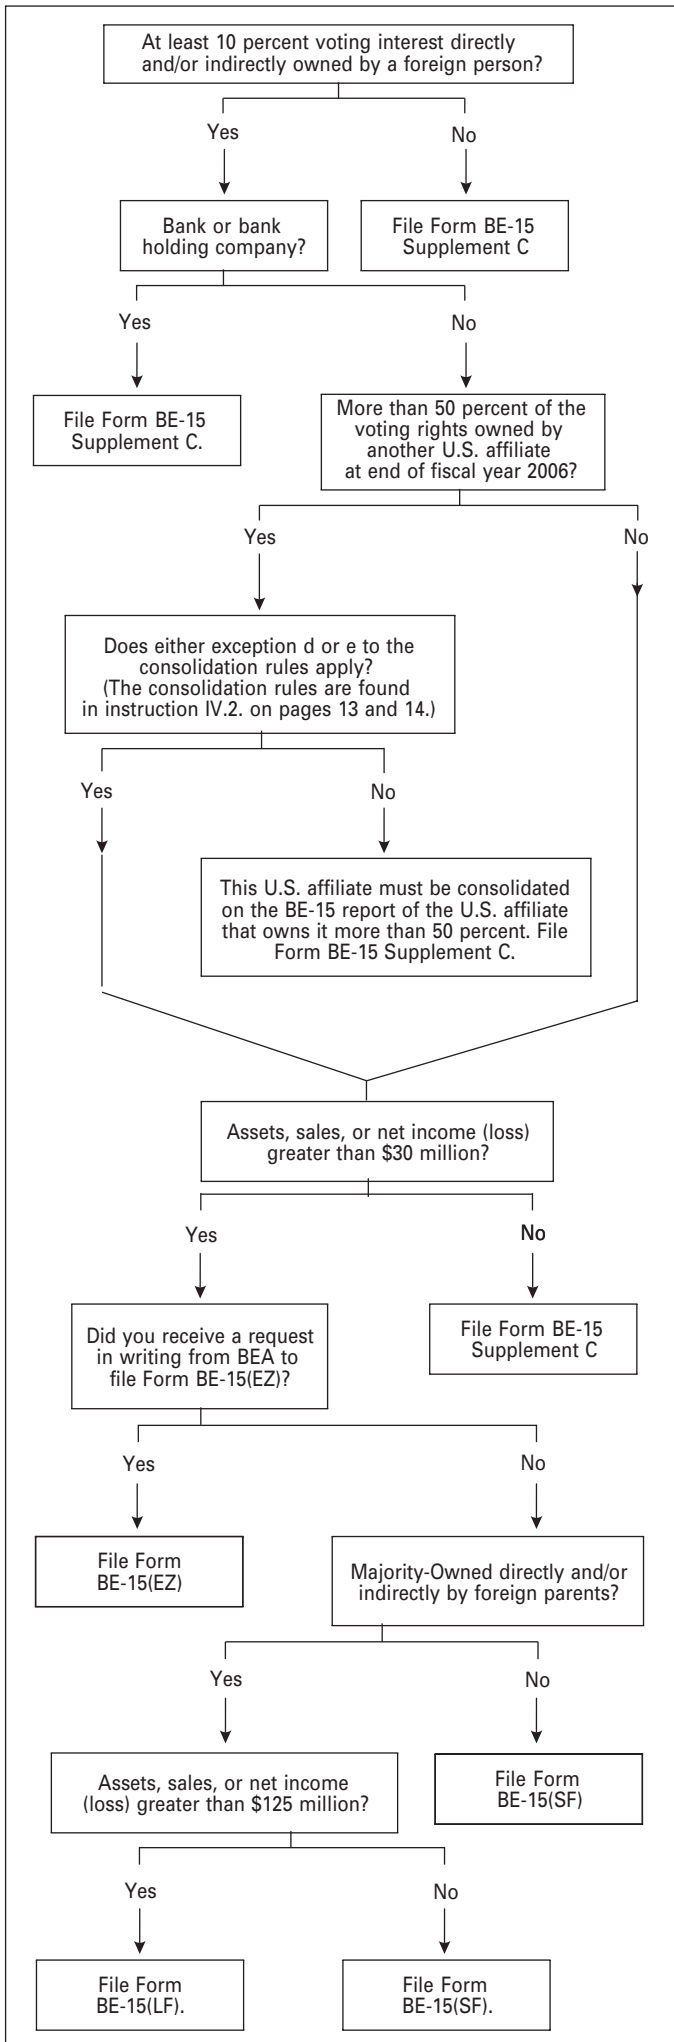 At least 10 percent voting interest directly
and/or indirectly owned by a foreign person?
Yes
No
Bank or bank
holding company?
File Form BE-15
Supplement C
Yes
No
File Form BE-15
Supplement C.
More than 50 percent of the
voting rights owned by
another U.S. affiliate
at end of fiscal year 2006?
Yes
No
Does either exception d or e to the
consolidation rules apply?
(The consolidation rules are found
in instruction IV.2. on pages 13 and 14.)
Yes
No
This U.S. affiliate must be consolidated
on the BE-15 report of the U.S. affiliate
that owns it more than 50 percent. File
Form BE-15 Supplement C.
Assets, sales, or net income (loss)
greater than $30 million?
Yes
No
Did you receive a request
in writing from BEA to
file Form BE-15(EZ)?
File Form BE-15
Supplement C
Yes
No
File Form
BE-15(EZ)
Majority-Owned directly and/or
indirectly by foreign parents?
Yes
No
Assets, sales, or net income
(loss) greater than $125 million?
File Form
BE-15(SF)
Yes
No
File Form
BE-15(LF).
File Form
BE-15(SF).